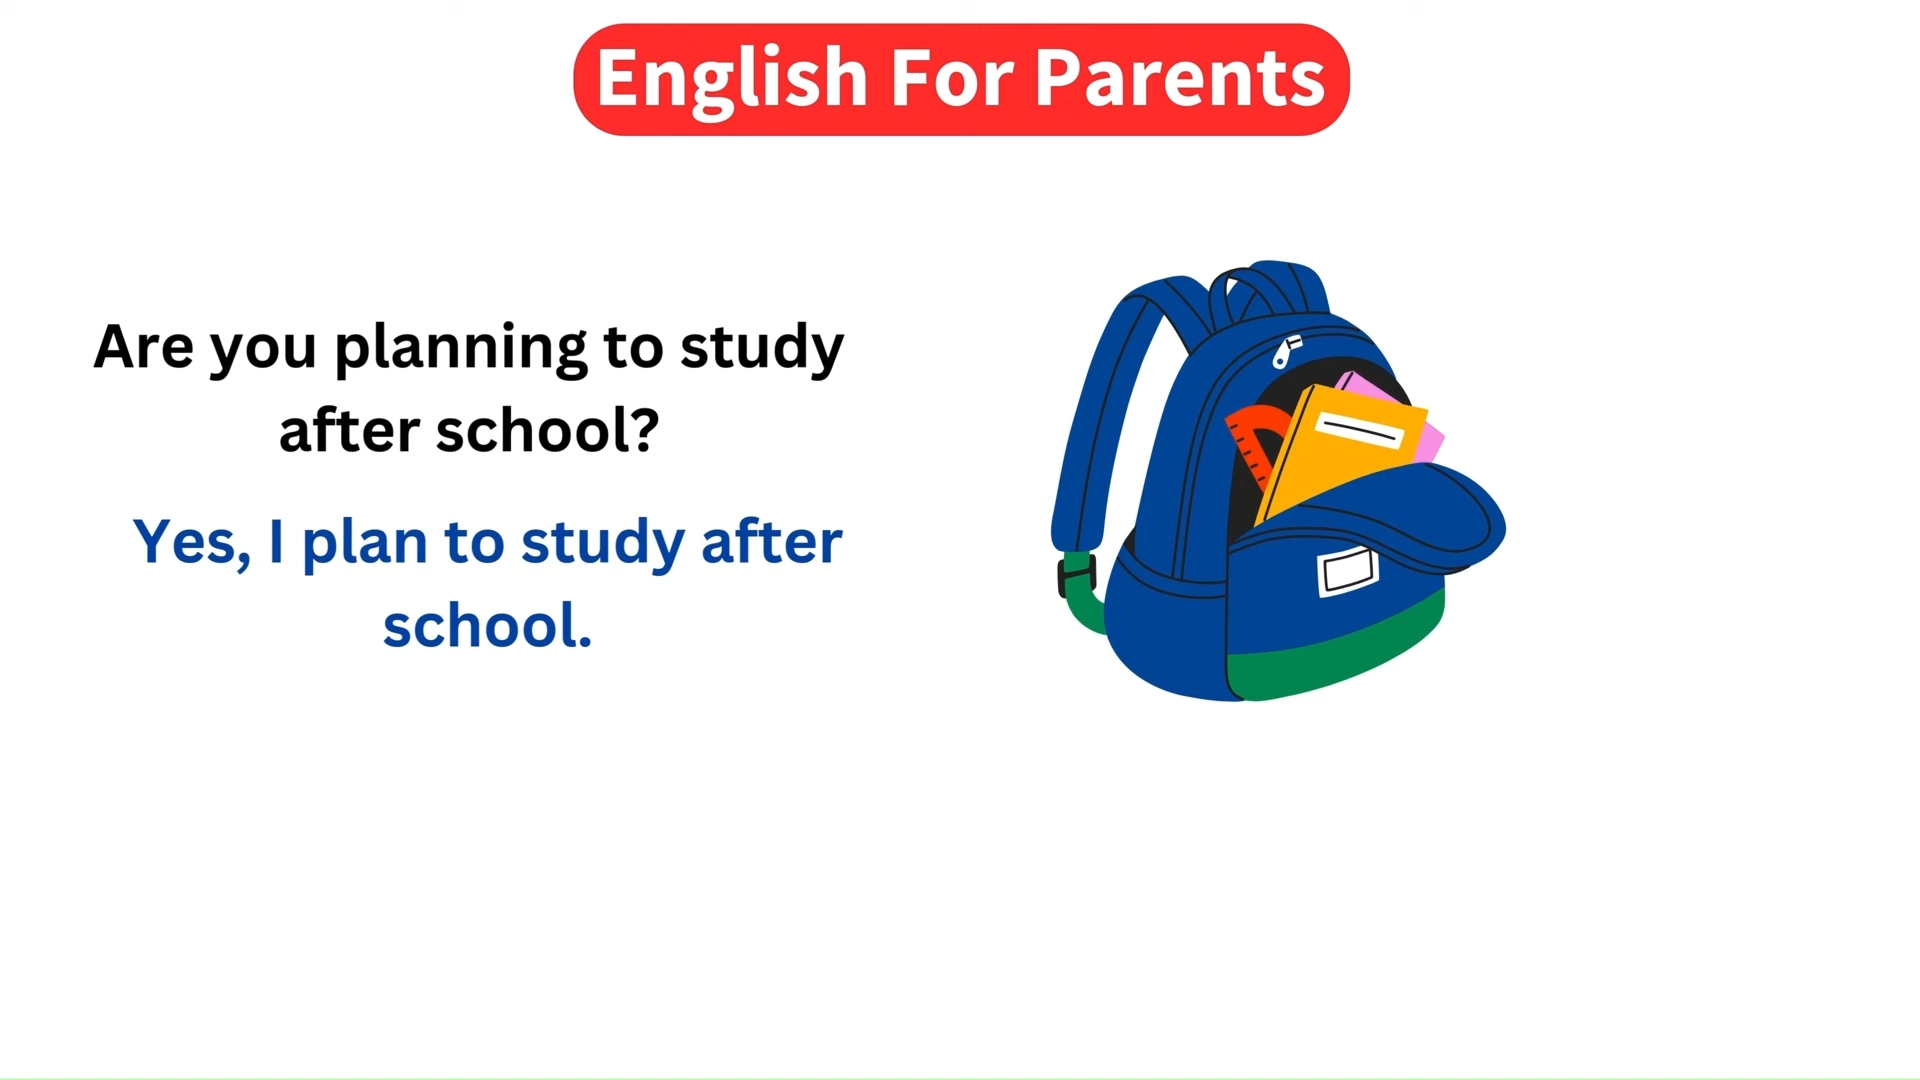 English For Parents
Are you planning to study
after school?
Yes, I plan to study after
school.